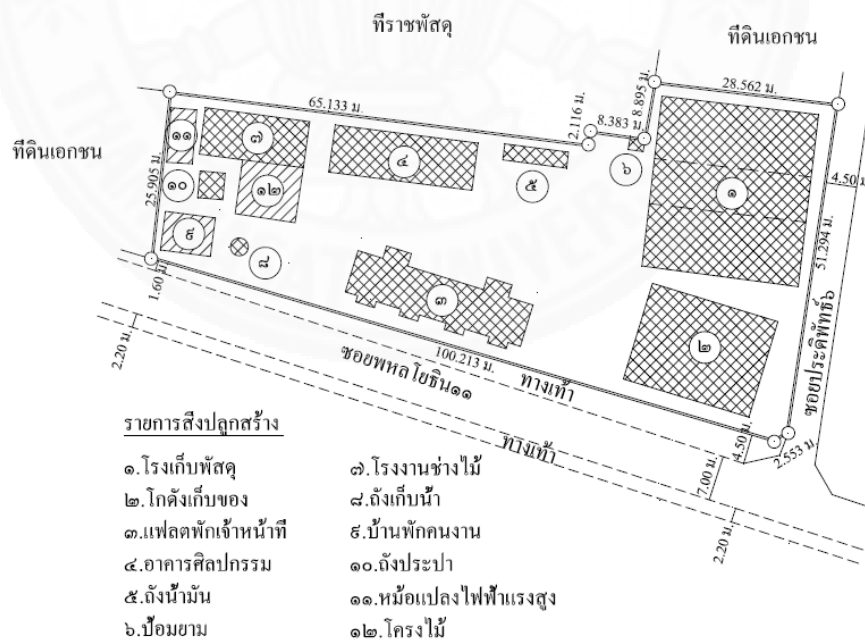 ที่ราชพัสดุ
ที่ดินเอกชน
28.562 ม.
65.133 ม.
2.116 ม.
8.383 ม.
8.895 ม.
ที่ดินเอกชน
๑๑
๗
๔
๕
๖
๑
4.50 ม.
๑๐
๑๒
25.905 ม.
51.294 ม.
๙
๘
๓
๒
1.60 ม.
2.20 ม.
100.213 ม.
ซอยพหลโยธิน๑๑
ทางเท้า
ทางเท้า
ซอยประดิพัทธ์๖
4.50 ม.
2.553 ม.
7.00 ม.
2.20 ม.
รายการสิ่งปลูกสร้าง
๑.โรงเก็บพัสดุ
๒.โกดังเก็บของ
๓.แฟลตพักเจ้าหน้าที่
๔.อาคารศิลปกรรม
๕.ถังน้ำมัน
๖.ป้อมยาม
๗.โรงงานช่างไม้
๘.ถังเก็บน้ำ
๙.บ้านพักคนงาน
๑๐.ถังประปา
๑๑.หม้อแปลงไฟฟ้าแรงสูง
๑๒.โครงไม้